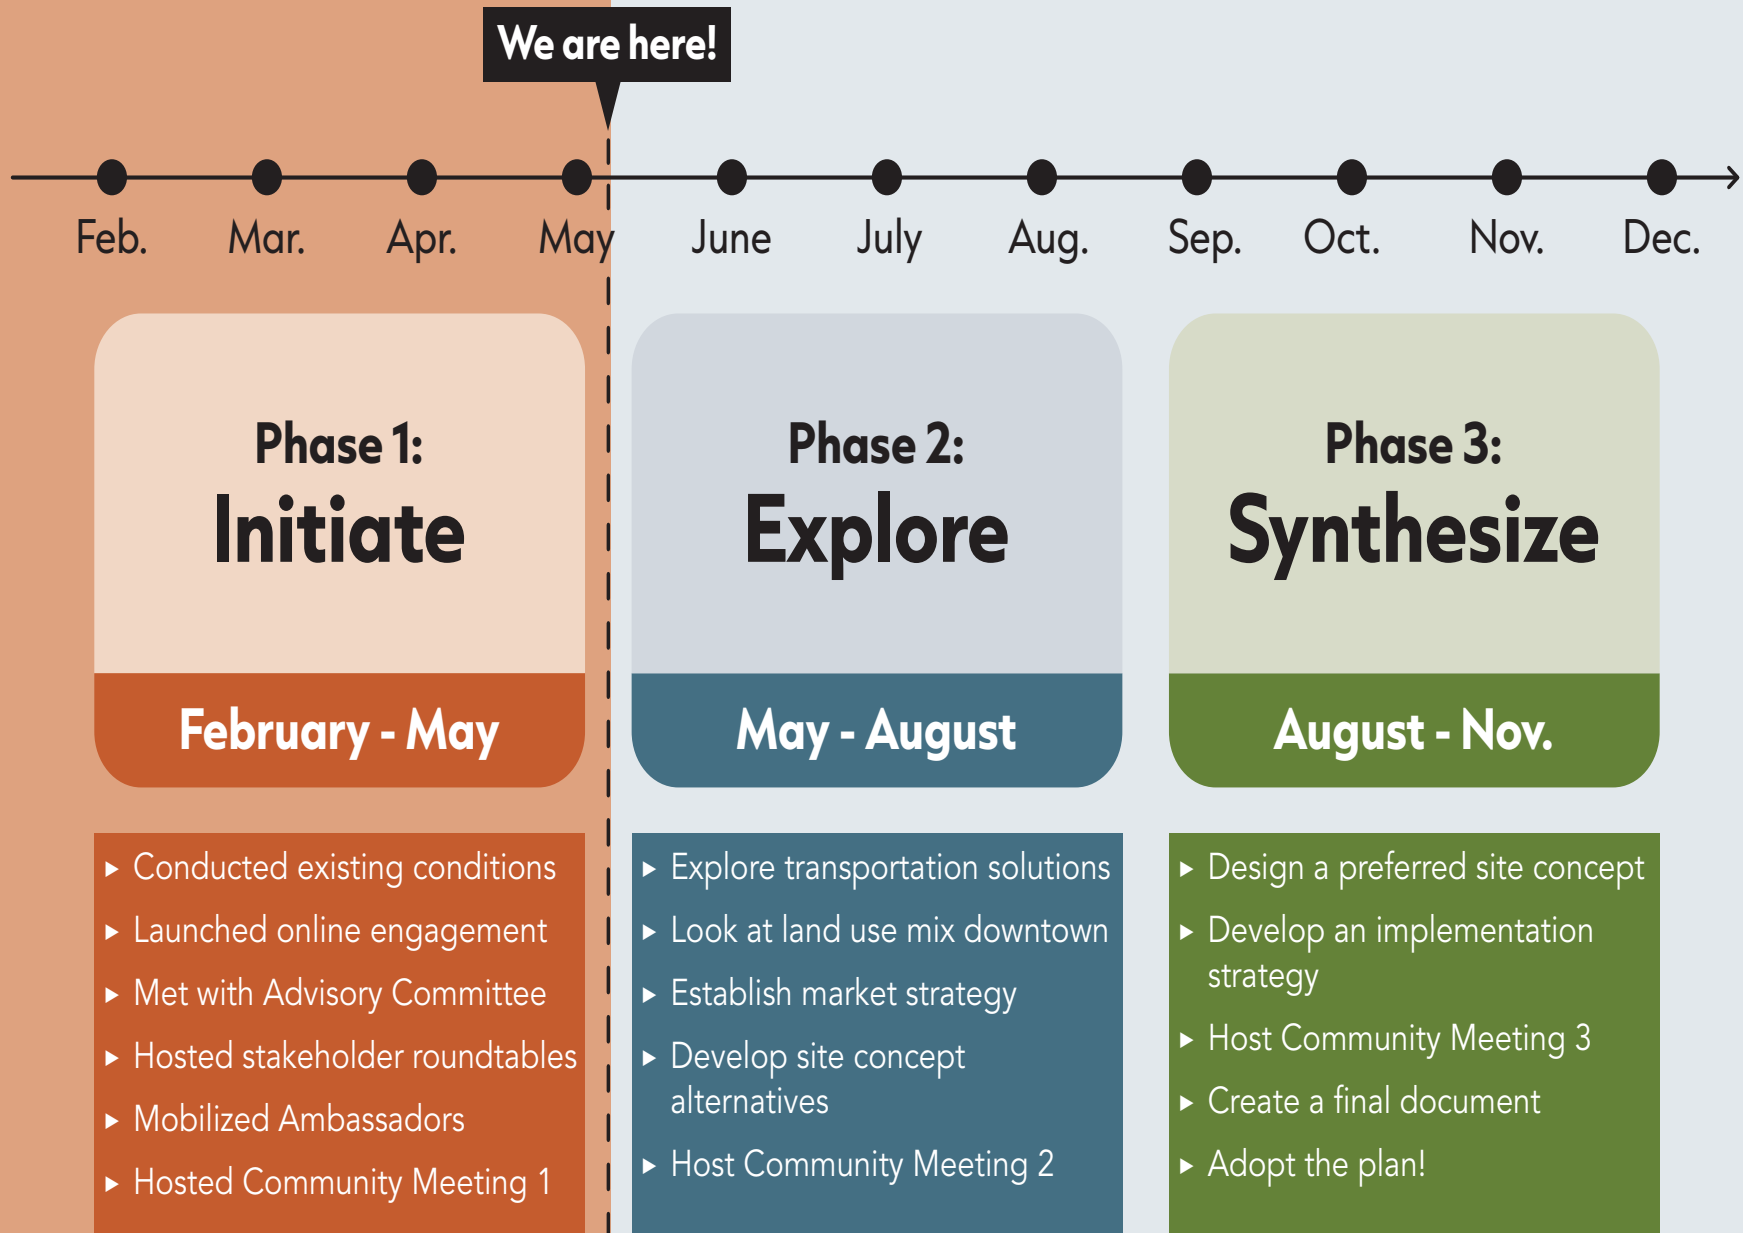 We are here!
Feb. Mar. Apr. May June July Aug. Sep. Oct. Nov. Dec.
Phase 1:
Initiate
February - May
Conducted existing conditions
Launched online engagement
Met with Advisory Committee
Hosted stakeholder roundtables
Mobilized Ambassadors
Hosted Community Meeting 1
Phase 2:
Explore
May - August
Explore transportation solutions
Look at land use mix downtown
Establish market strategy
Develop site concept
alternatives
Host Community Meeting 2
Phase 3:
Synthesize
August - Nov.
Design a preferred site concept
Develop an implementation
strategy
Host Community Meeting 3
Create a final document
Adopt the plan!